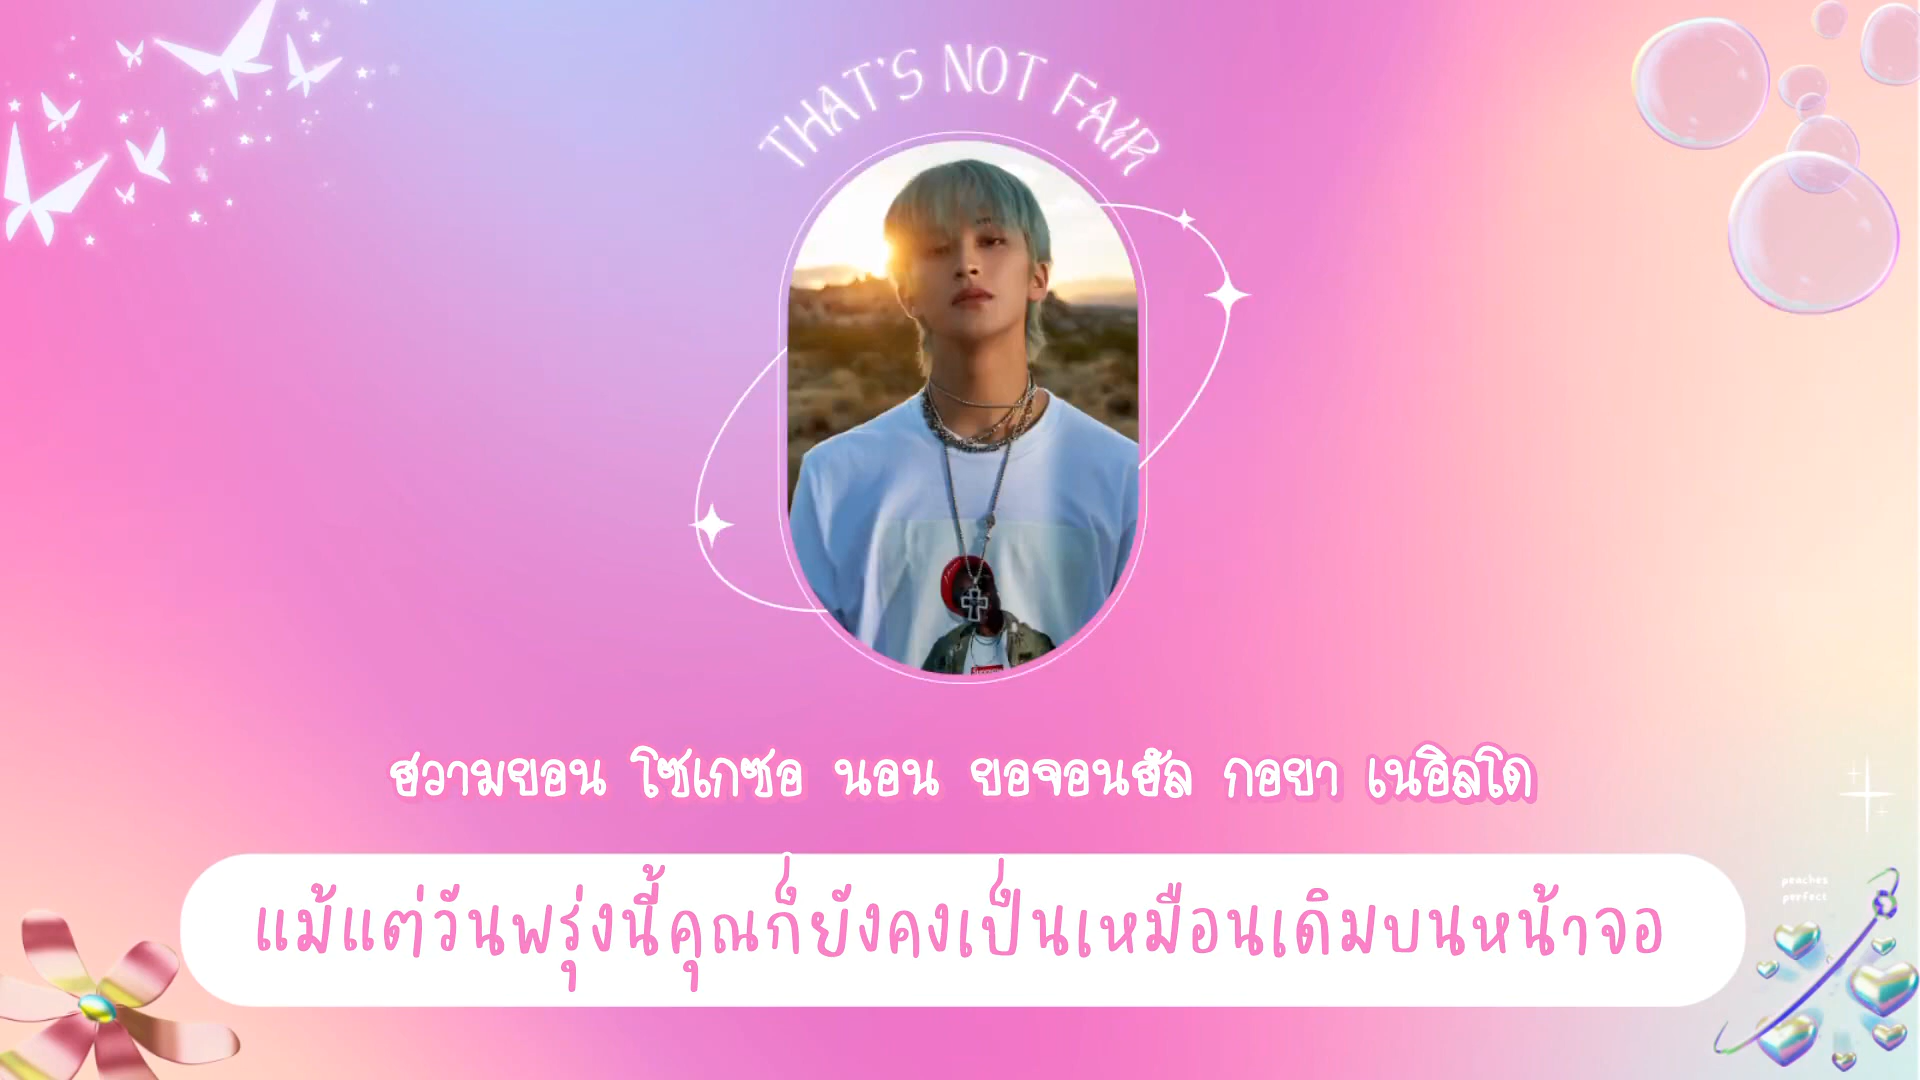 THAT'S NOT FAIR
ฮวามยอน โซเกซอ นอน ยอจอนฮัล กอยา เนอิลโด
แม้แต่วันพรุ่งนี้คุณก็ยังคงเป็นเหมือนเดิมบนหน้าจอ
peaches
perfect